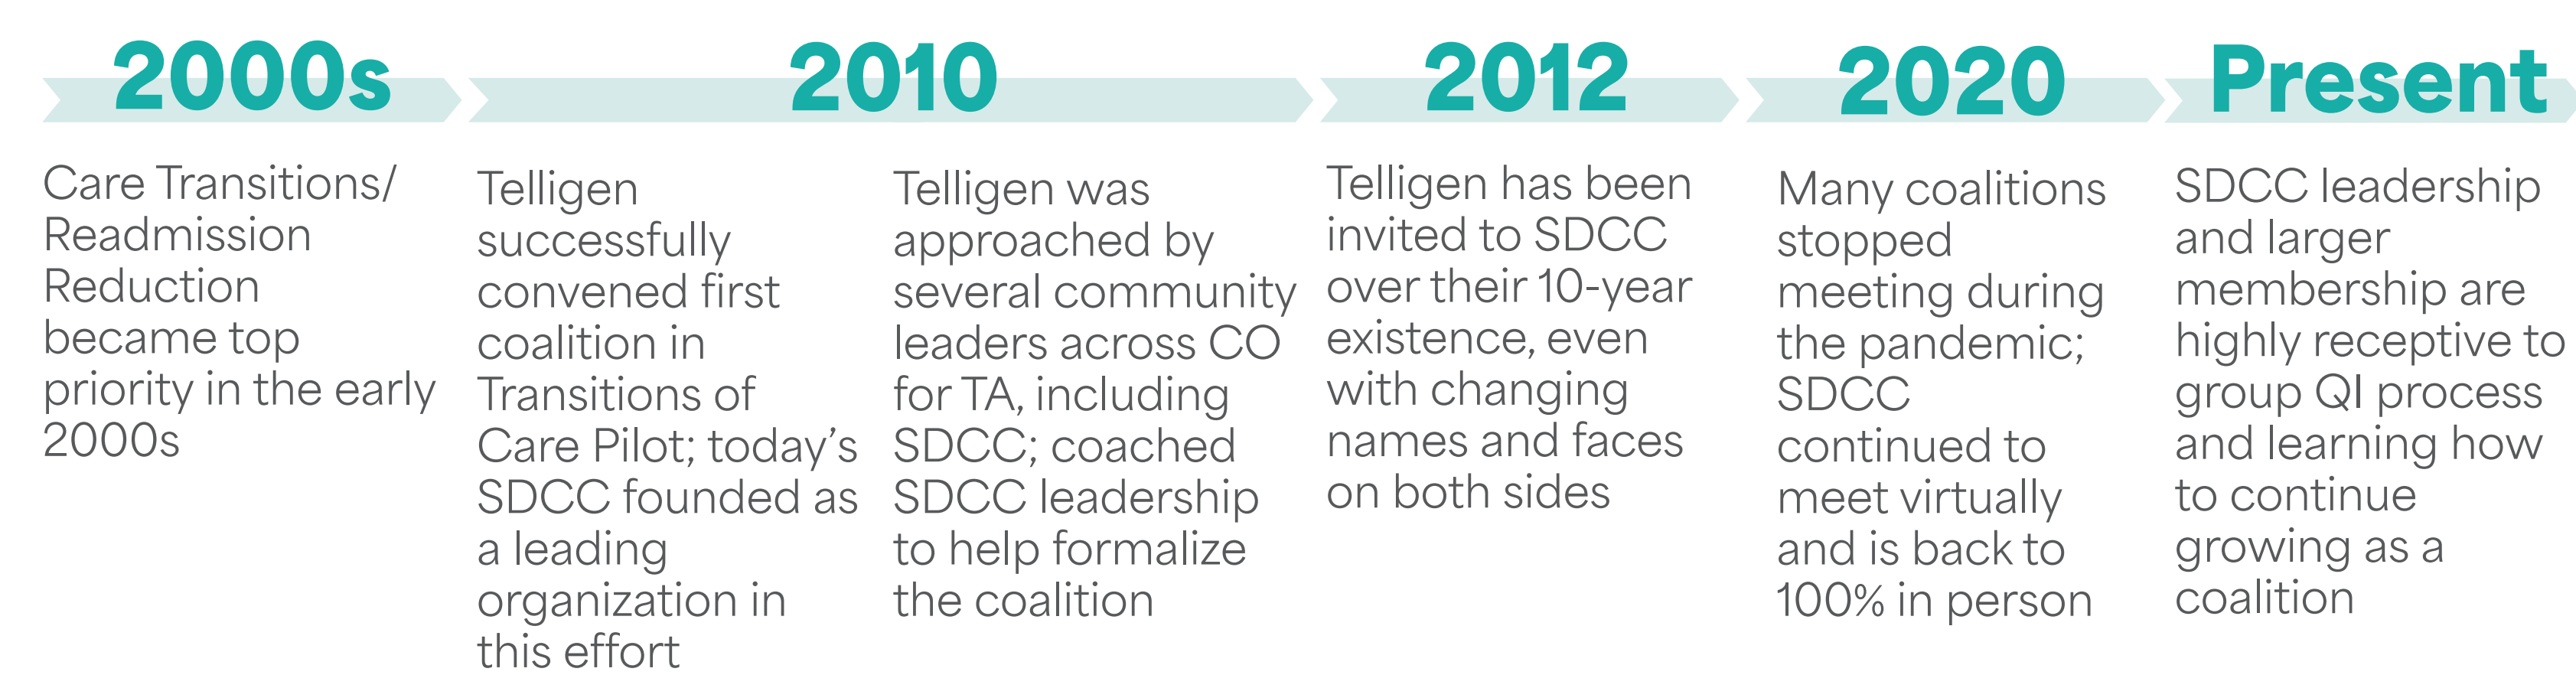 2000s
Care Transitions/
Readmission
Reduction
became top
priority in the early
2000s
2010
Telligen
successfully
convened first
coalition in
Transitions of
Care Pilot; today’s
SDCC founded as
a leading
organization in
this effort
Telligen was
approached by
several community
leaders across CO
for TA, including
SDCC; coached
SDCC leadership
to help formalize
the coalition
2012
Telligen has been
invited to SDCC
over their 10-year
existence, even
with changing
names and faces
on both sides
2020
Many coalitions
stopped
meeting during
the pandemic;
SDCC
continued to
meet virtually
and is back to
100% in person
Present
SDCC leadership
and larger
membership are
highly receptive to
group QI process
and learning how
to continue
growing as a
coalition